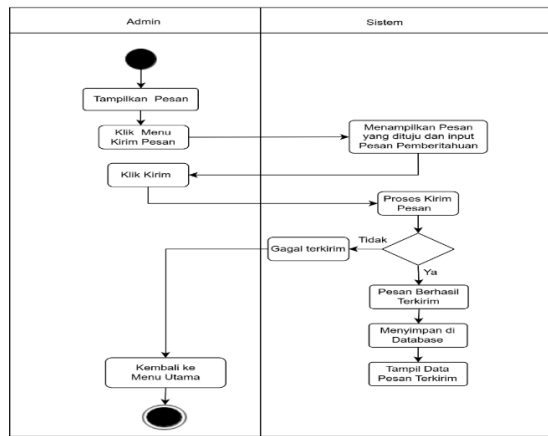 Admin
Sistem
Tampilkan Pesan
Klik Menu
Kirim Pesan
Menampilkan Pesan
yang dituju dan input
Pesan Pemberitahuan
Klik Kirim
Proses Kirim
Pesan
Tidak
Gagal terkirim
Ya
Pesan Berhasil
Terkirim
Menyimpan di
Database
Kembali ke
Menu Utama
Tampil Data
Pesan Terkirim